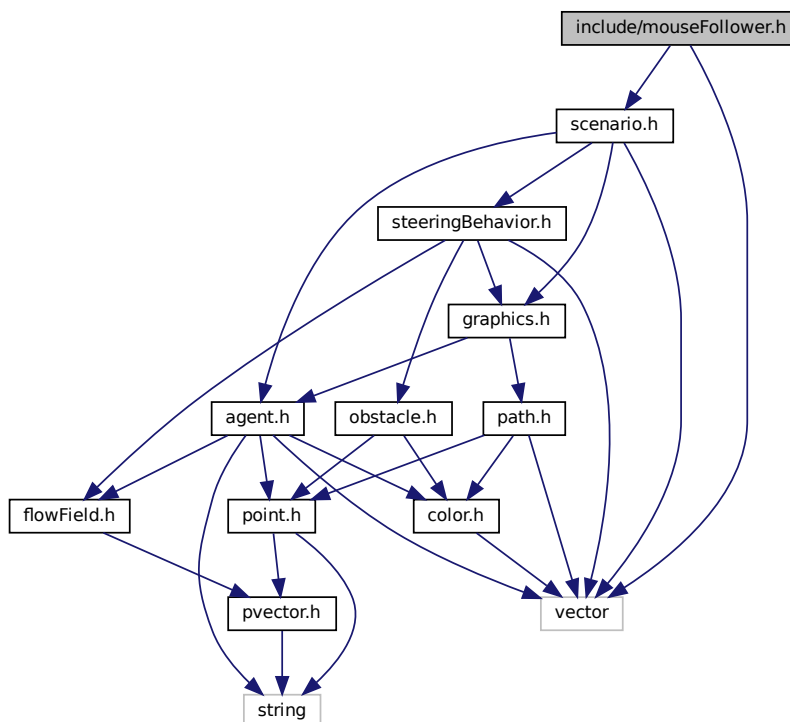 include/mouseFollower.h
scenario.h
steeringBehavior.h
graphics.h
agent.h
obstacle.h
path.h
flowField.h
point.h
color.h
pvector.h
vector
string